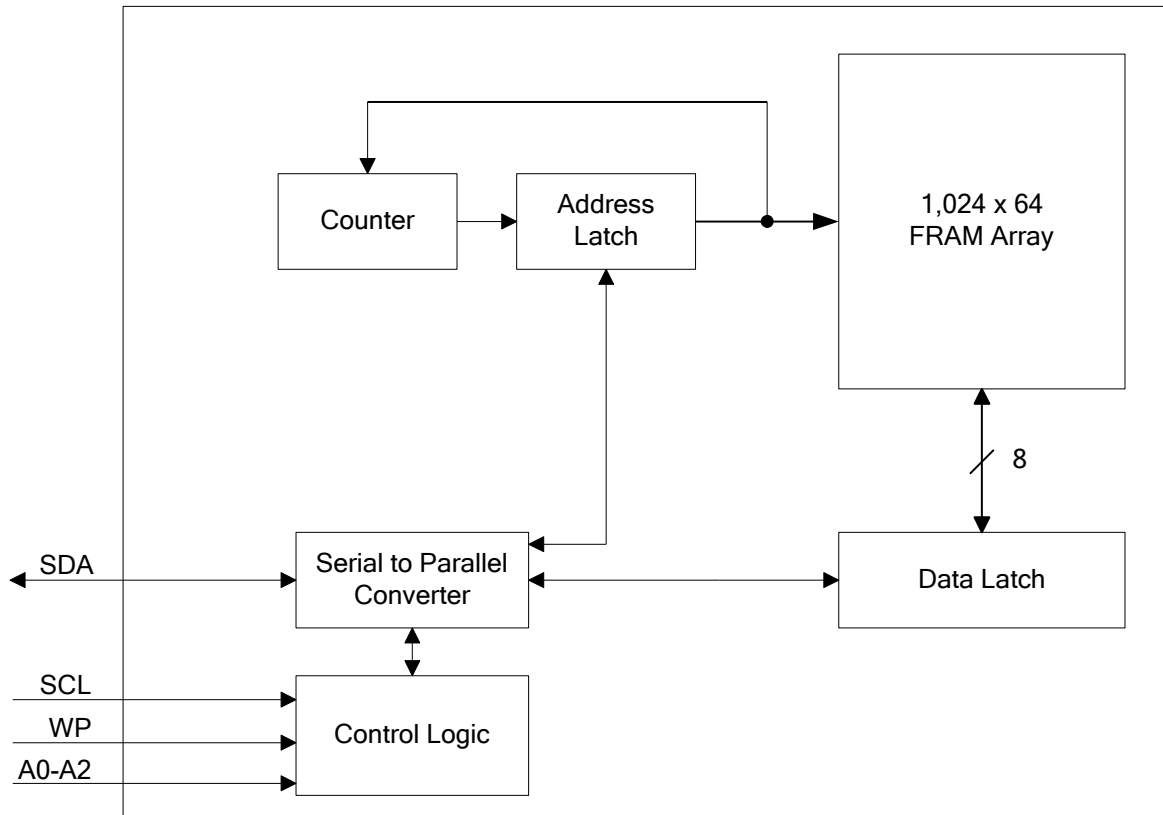 Counter
Address
Latch
1,024 x 64
FRAM Array
8
SDA
Serial to Parallel
Converter
Data Latch
SCL
WP
A0-A2
Control Logic